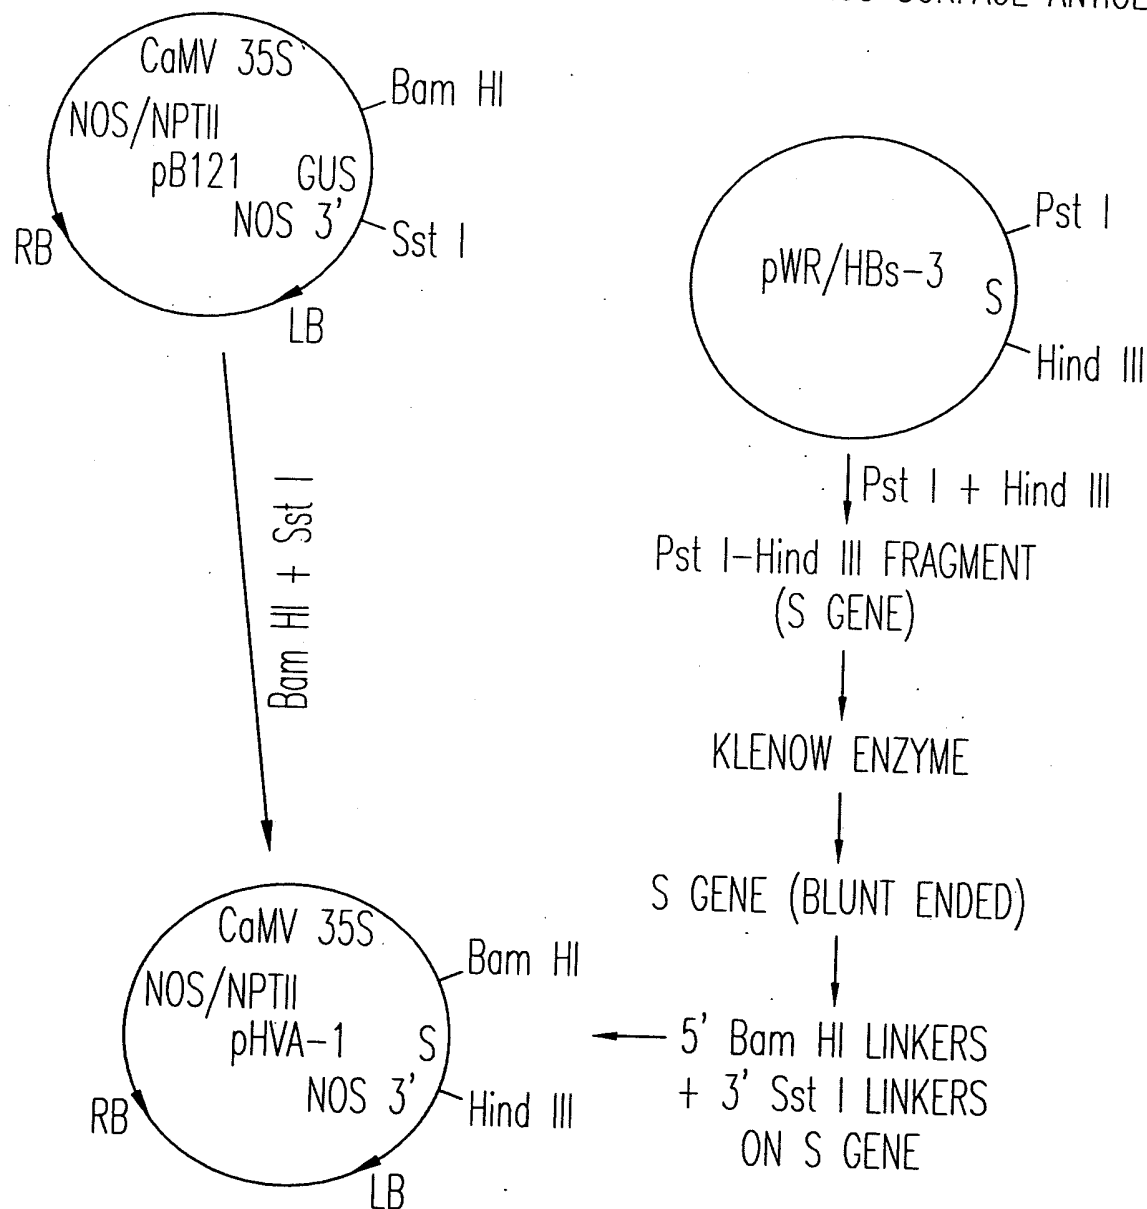 SURFACE
CaMV 35S
Bam HI
NOS/NPTII
pB121
GUS
NOS 3'
Sst I
RB
LB
Pst I
pWR/HBs-3
S
Hind III
Bam HI + Sst I
Pst I + Hind III
Pst I-Hind III FRAGMENT
(S GENE)
KLENOW ENZYME
S GENE (BLUNT ENDED)
5' Bam HI LINKERS
+ 3' Sst I LINKERS
ON S GENE
CaMV 35S
Bam HI
NOS/NPTII
pHVA-1
S
NOS 3'
Hind III
RB
LB